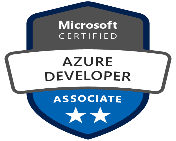 Microsoft
CERTIFIED
AZURE
DEVELOPER
ASSOCIATE